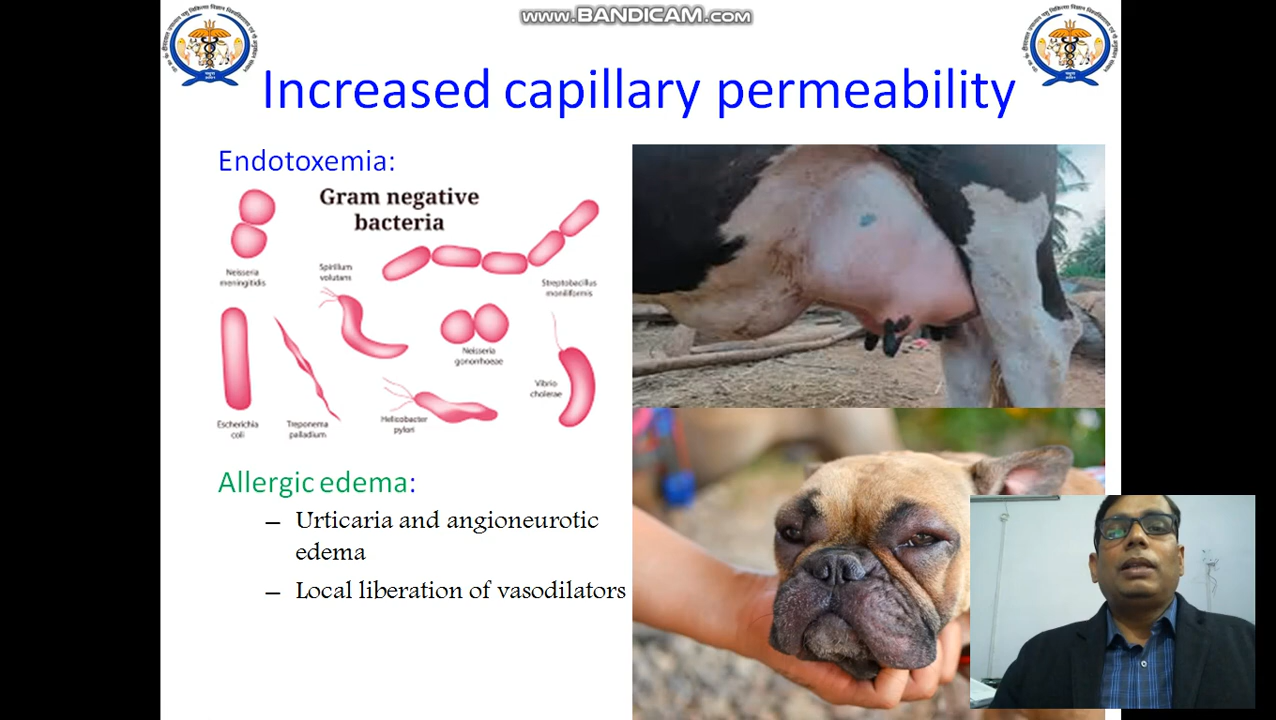 www.BANDICAM.com
Increased capillary permeability
Endotoxemia:
Gram negative
bacteria
Neisseria
meningitidis
Spirillum
volutans
Streptobacillus
moniliformis
Neisseria
gonorrhoeae
Vibrio
cholerae
Escherichia
coli
Treponema
palladium
Helicobacter
pylori
Allergic edema:
– Urticaria and angioneurotic
edema
– Local liberation of vasodilators